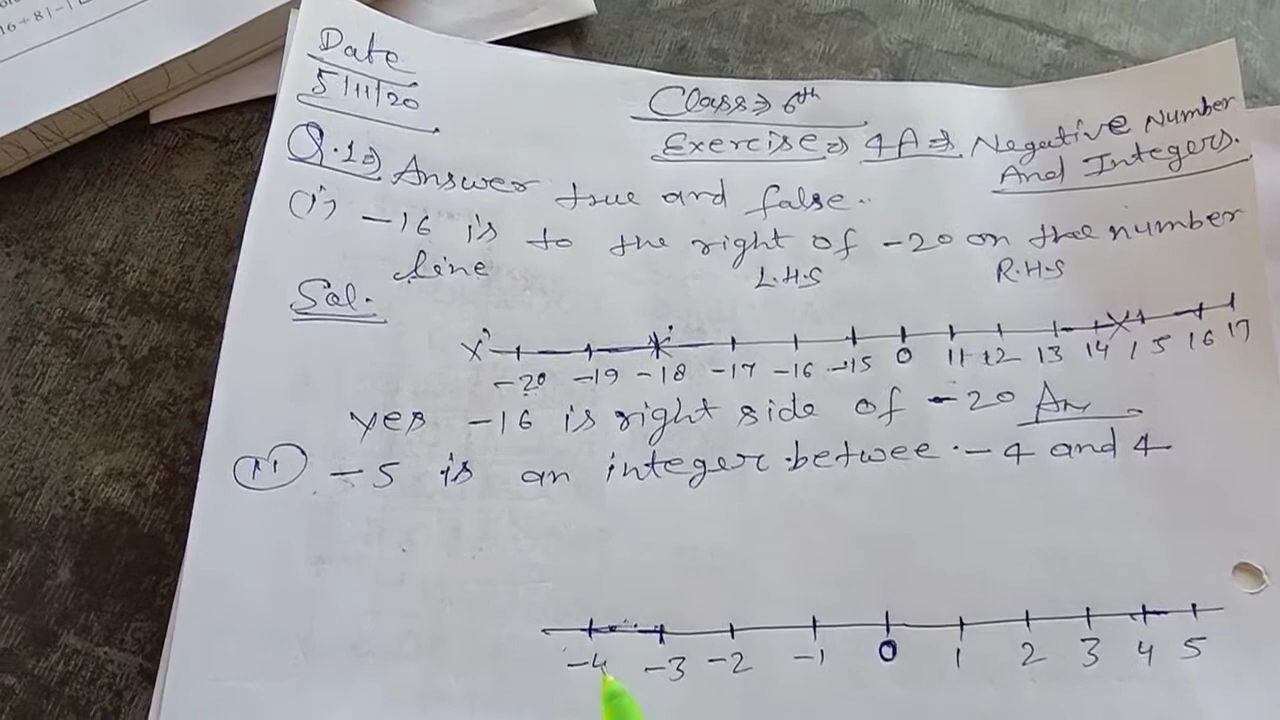 16 ÷ 8 | - |
Date
5/11/20
Class ⇒ 6th
Exercise ⇒ 4A ⇒ Negative Number
And Integers.
Q.1 ⇒ Answer true and false.
(i) -16 is to the right of -20 on the number
line
L.H.S R.H.S
Sol.
-20 -19 -18 -17 -16 -15 0 11 12 13 14 15 16 17
yes -16 is right side of -20 An
(ii) -5 is an integer betwee -4 and 4
-4 -3 -2 -1 0 1 2 3 4 5